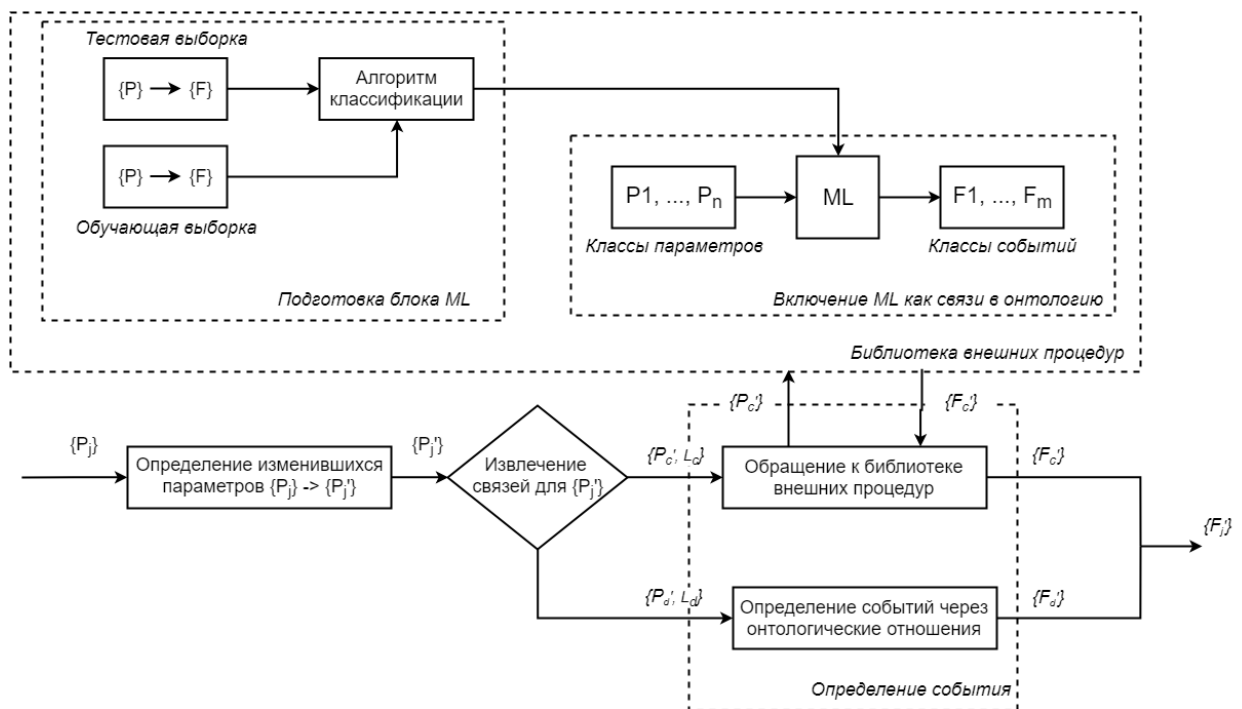 Тестовая выборка
{P} → {F}
Алгоритм
классификации
{P} → {F}
Обучающая выборка
Подготовка блока ML
P1, ..., Pn
ML
F1, ..., Fm
Классы параметров
Классы событий
Включение ML как связи в онтологию
Библиотека внешних процедур
{Pc'}
{Fc'}
{Pj}
Определение изменившихся
параметров {Pj} -> {Pj'}
{Pj'}
Извлечение
связей для {Pj'}
{Pc', Lc}
Обращение к библиотеке
внешних процедур
{Fc'}
{Fj'}
{Pd', Ld}
Определение событий через
онтологические отношения
{Fd'}
Определение события